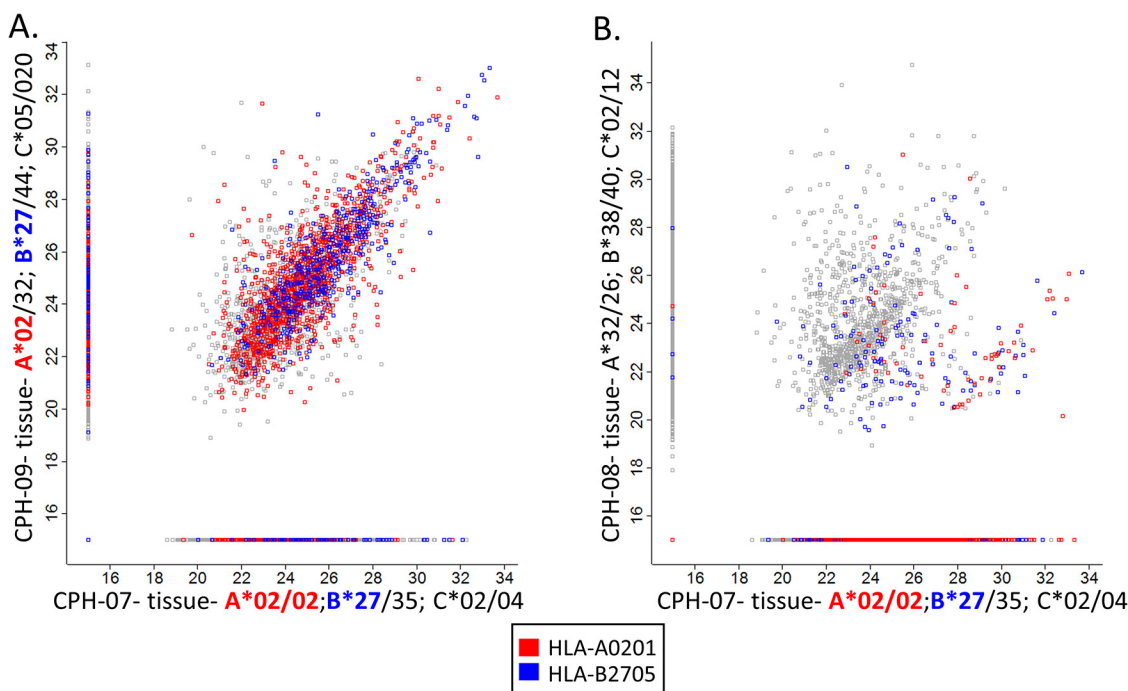 A.
CPH-09- tissue- A*02/32; B*27/44; C*05/020
34
32
30
28
26
24
22
20
18
16
16 18 20 22 24 26 28 30 32 34
CPH-07- tissue- A*02/02;B*27/35; C*02/04
B.
CPH-08- tissue- A*32/26; B*38/40; C*02/12
34
32
30
28
26
24
22
20
18
16
16 18 20 22 24 26 28 30 32 34
CPH-07- tissue- A*02/02;B*27/35; C*02/04
HLA-A0201
HLA-B2705